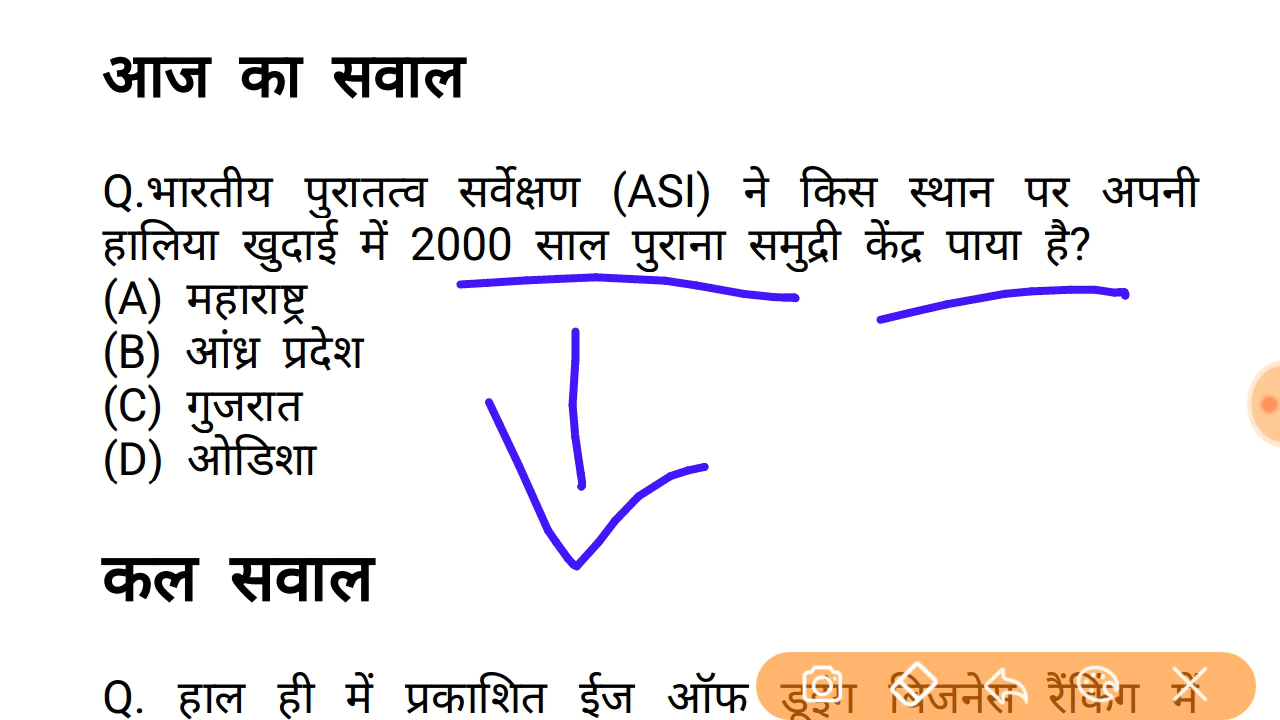 आज का सवाल
Q.भारतीय पुरातत्व सर्वेक्षण (ASI) ने किस स्थान पर अपनी
हालिया खुदाई में 2000 साल पुराना समुद्री केंद्र पाया है?
(A) महाराष्ट्र
(B) आंध्र प्रदेश
(C) गुजरात
(D) ओडिशा
कल सवाल
Q. हाल ही में प्रकाशित ईज ऑफ डूइंग बिजनेस रैंकिंग में